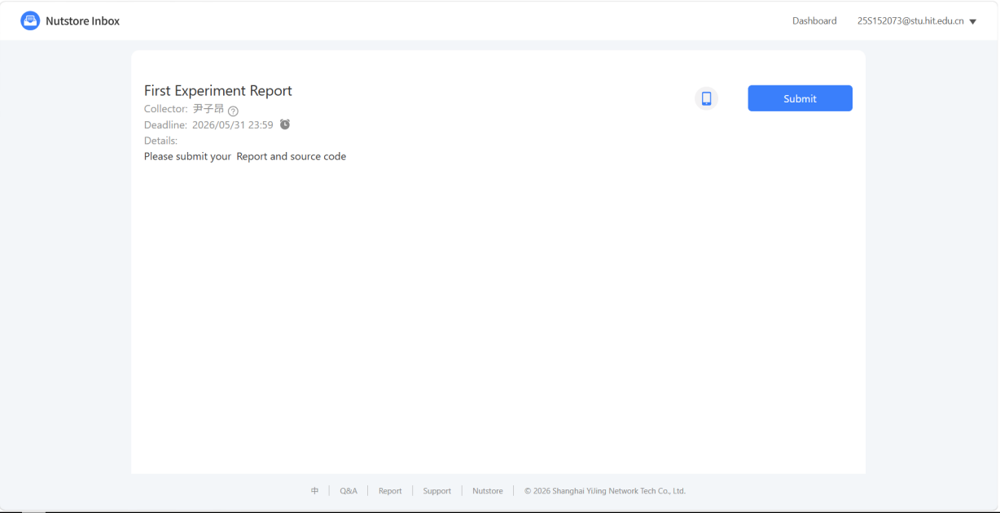 Nutstore Inbox
Dashboard 25S152073@stu.hit.edu.cn
First Experiment Report
Submit
Collector: 尹子昂
Deadline: 2026/05/31 23:59
Details:
Please submit your Report and source code
中 | Q&A | Report | Support | Nutstore | © 2026 Shanghai YiJing Network Tech Co., Ltd.